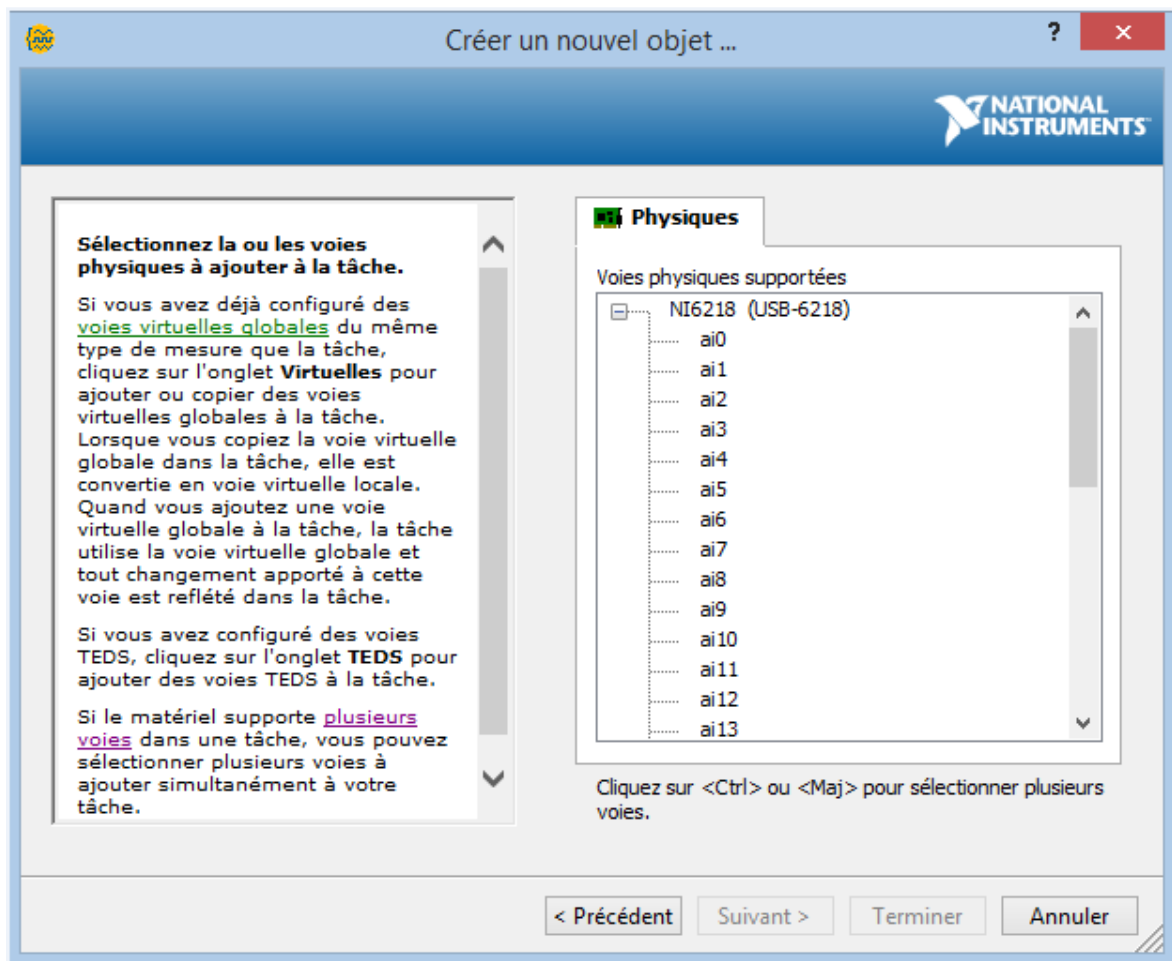 Créer un nouvel objet ...
?
×
NATIONAL
INSTRUMENTS™
Sélectionnez la ou les voies
physiques à ajouter à la tâche.
Si vous avez déjà configuré des
voies virtuelles globales du même
type de mesure que la tâche,
cliquez sur l'onglet Virtuelles pour
ajouter ou copier des voies
virtuelles globales à la tâche.
Lorsque vous copiez la voie virtuelle
globale dans la tâche, elle est
convertie en voie virtuelle locale.
Quand vous ajoutez une voie
virtuelle globale à la tâche, la tâche
utilise la voie virtuelle globale et
tout changement apporté à cette
voie est reflété dans la tâche.
Si vous avez configuré des voies
TEDS, cliquez sur l'onglet TEDS pour
ajouter des voies TEDS à la tâche.
Si le matériel supporte plusieurs
voies dans une tâche, vous pouvez
sélectionner plusieurs voies à
ajouter simultanément à votre
tâche.
Physiques
Voies physiques supportées
NI6218 (USB-6218)
ai0
ai1
ai2
ai3
ai4
ai5
ai6
ai7
ai8
ai9
ai10
ai11
ai12
ai13
Cliquez sur <Ctrl> ou <Maj> pour sélectionner plusieurs
voies.
< Précédent
Suivant >
Terminer
Annuler